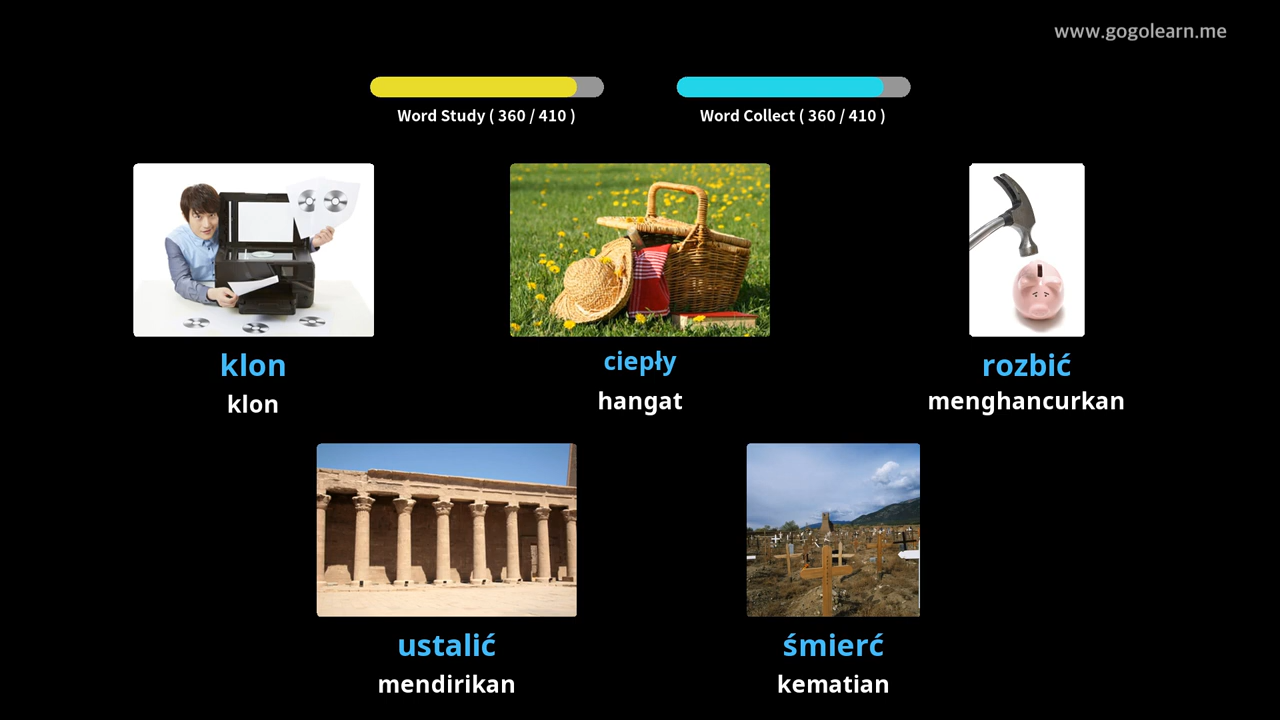 www.gogolearn.me
Word Study ( 360 / 410 )
Word Collect ( 360 / 410 )
klon
klon
ciepły
hangat
rozbić
menghancurkan
ustalić
mendirikan
śmierć
kematian